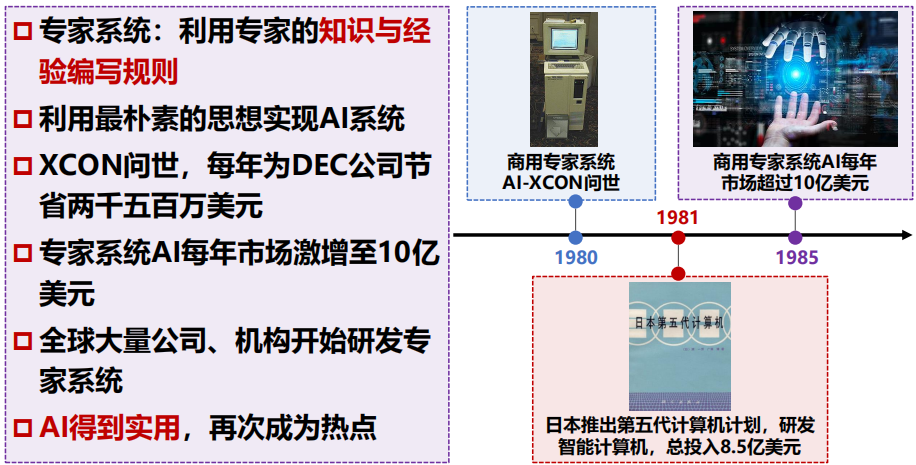 专家系统：利用专家的知识与经
验编写规则
利用最朴素的思想实现AI系统
XCON问世，每年为DEC公司节
省两千五百万美元
专家系统AI每年市场激增至10亿
美元
全球大量公司、机构开始研发专
家系统
AI得到实用，再次成为热点
商用专家系统
AI-XCON问世
商用专家系统AI每年
市场超过10亿美元
1981
1980
1985
日本第五代计算机
日本推出第五代计算机计划，研发
智能计算机，总投入8.5亿美元